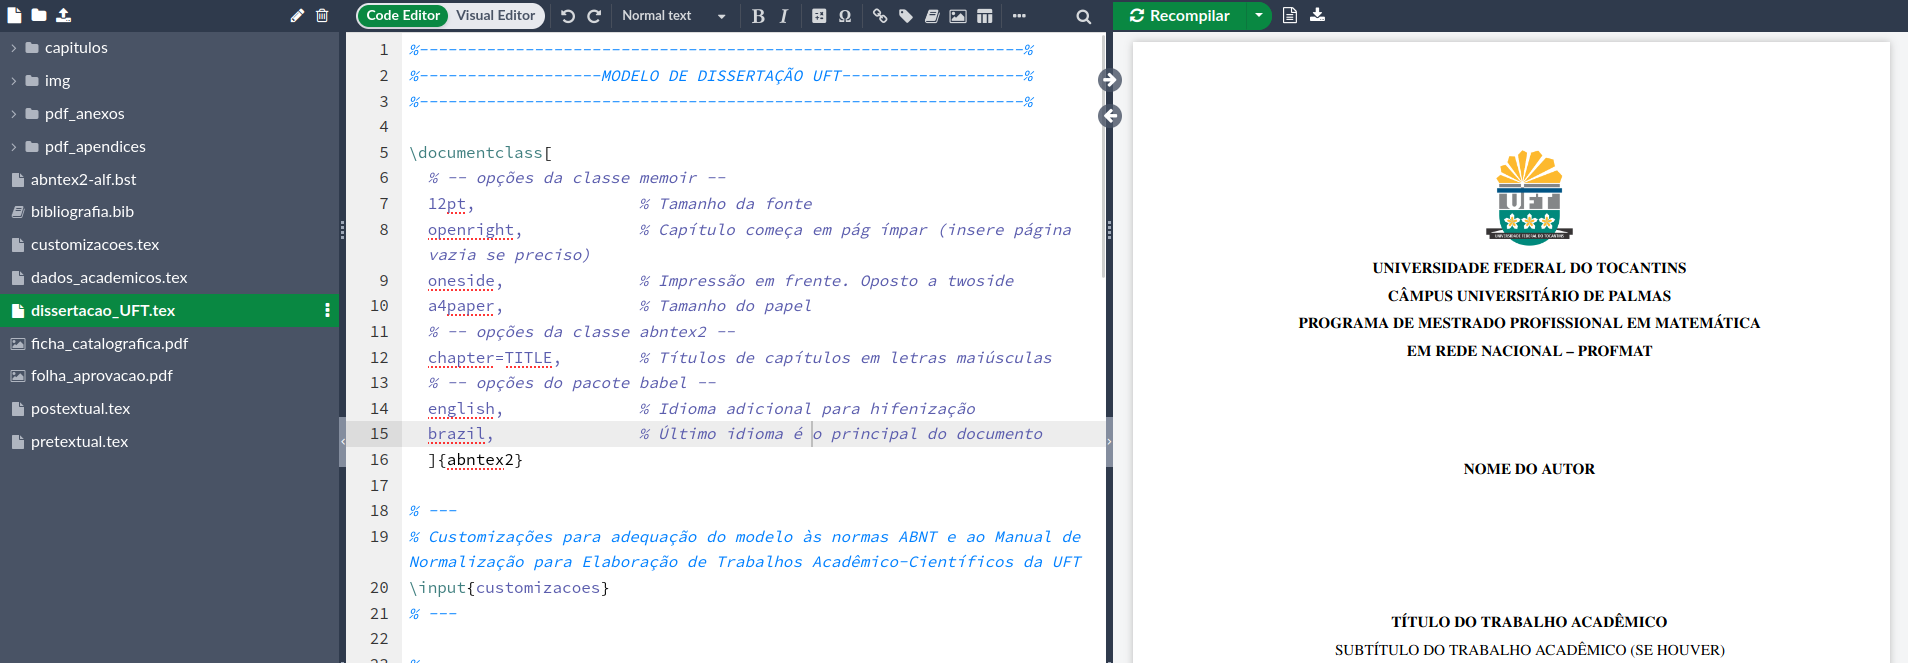 Code Editor Visual Editor Normal text B I Ω Recompilar
capitulos
img
pdf_anexos
pdf_apendices
abntex2-alf.bst
bibliografia.bib
customizacoes.tex
dados_academicos.tex
dissertacao_UFT.tex
ficha_catalografica.pdf
folha_aprovacao.pdf
postextual.tex
pretextual.tex
1 %---------------------------------------------------------------%
2 %-------------------MODELO DE DISSERTAÇÃO UFT-------------------%
3 %---------------------------------------------------------------%
4
5 \documentclass[
6 % -- opções da classe memoir --
7 12pt, % Tamanho da fonte
8 openright, % Capítulo começa em pág ímpar (insere página
vazia se preciso)
9 oneside, % Impressão em frente. Oposto a twoside
10 a4paper, % Tamanho do papel
11 % -- opções da classe abntex2 --
12 chapter=TITLE, % Títulos de capítulos em letras maiúsculas
13 % -- opções do pacote babel --
14 english, % Idioma adicional para hifenização
15 brazil, % Último idioma é o principal do documento
16 ]{abntex2}
17
18 % ---
19 % Customizações para adequação do modelo às normas ABNT e ao Manual de
Normalização para Elaboração de Trabalhos Acadêmico-Científicos da UFT
20 \input{customizacoes}
21 % ---
22
UFT
UNIVERSIDADE FEDERAL DO TOCANTINS
UNIVERSIDADE FEDERAL DO TOCANTINS
CÂMPUS UNIVERSITÁRIO DE PALMAS
PROGRAMA DE MESTRADO PROFISSIONAL EM MATEMÁTICA
EM REDE NACIONAL – PROFMAT
NOME DO AUTOR
TÍTULO DO TRABALHO ACADÊMICO
SUBTÍTULO DO TRABALHO ACADÊMICO (SE HOUVER)